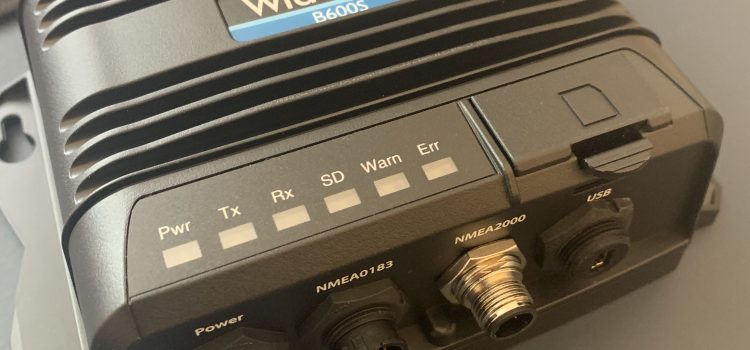 B600S
Pwr
Tx
Rx
SD
Warn
Err
Power
NMEA0183
NMEA2000
USB